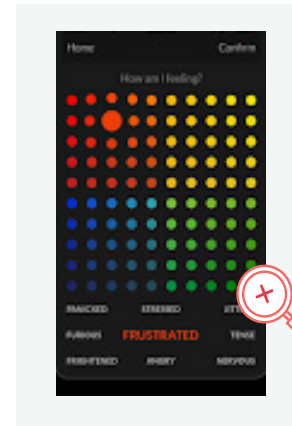 Home Confirm
How am I feeling?
PANICKED STRESSED
FURIOUS FRUSTRATED TENSE
FRIGHTENED ANGRY NERVOUS